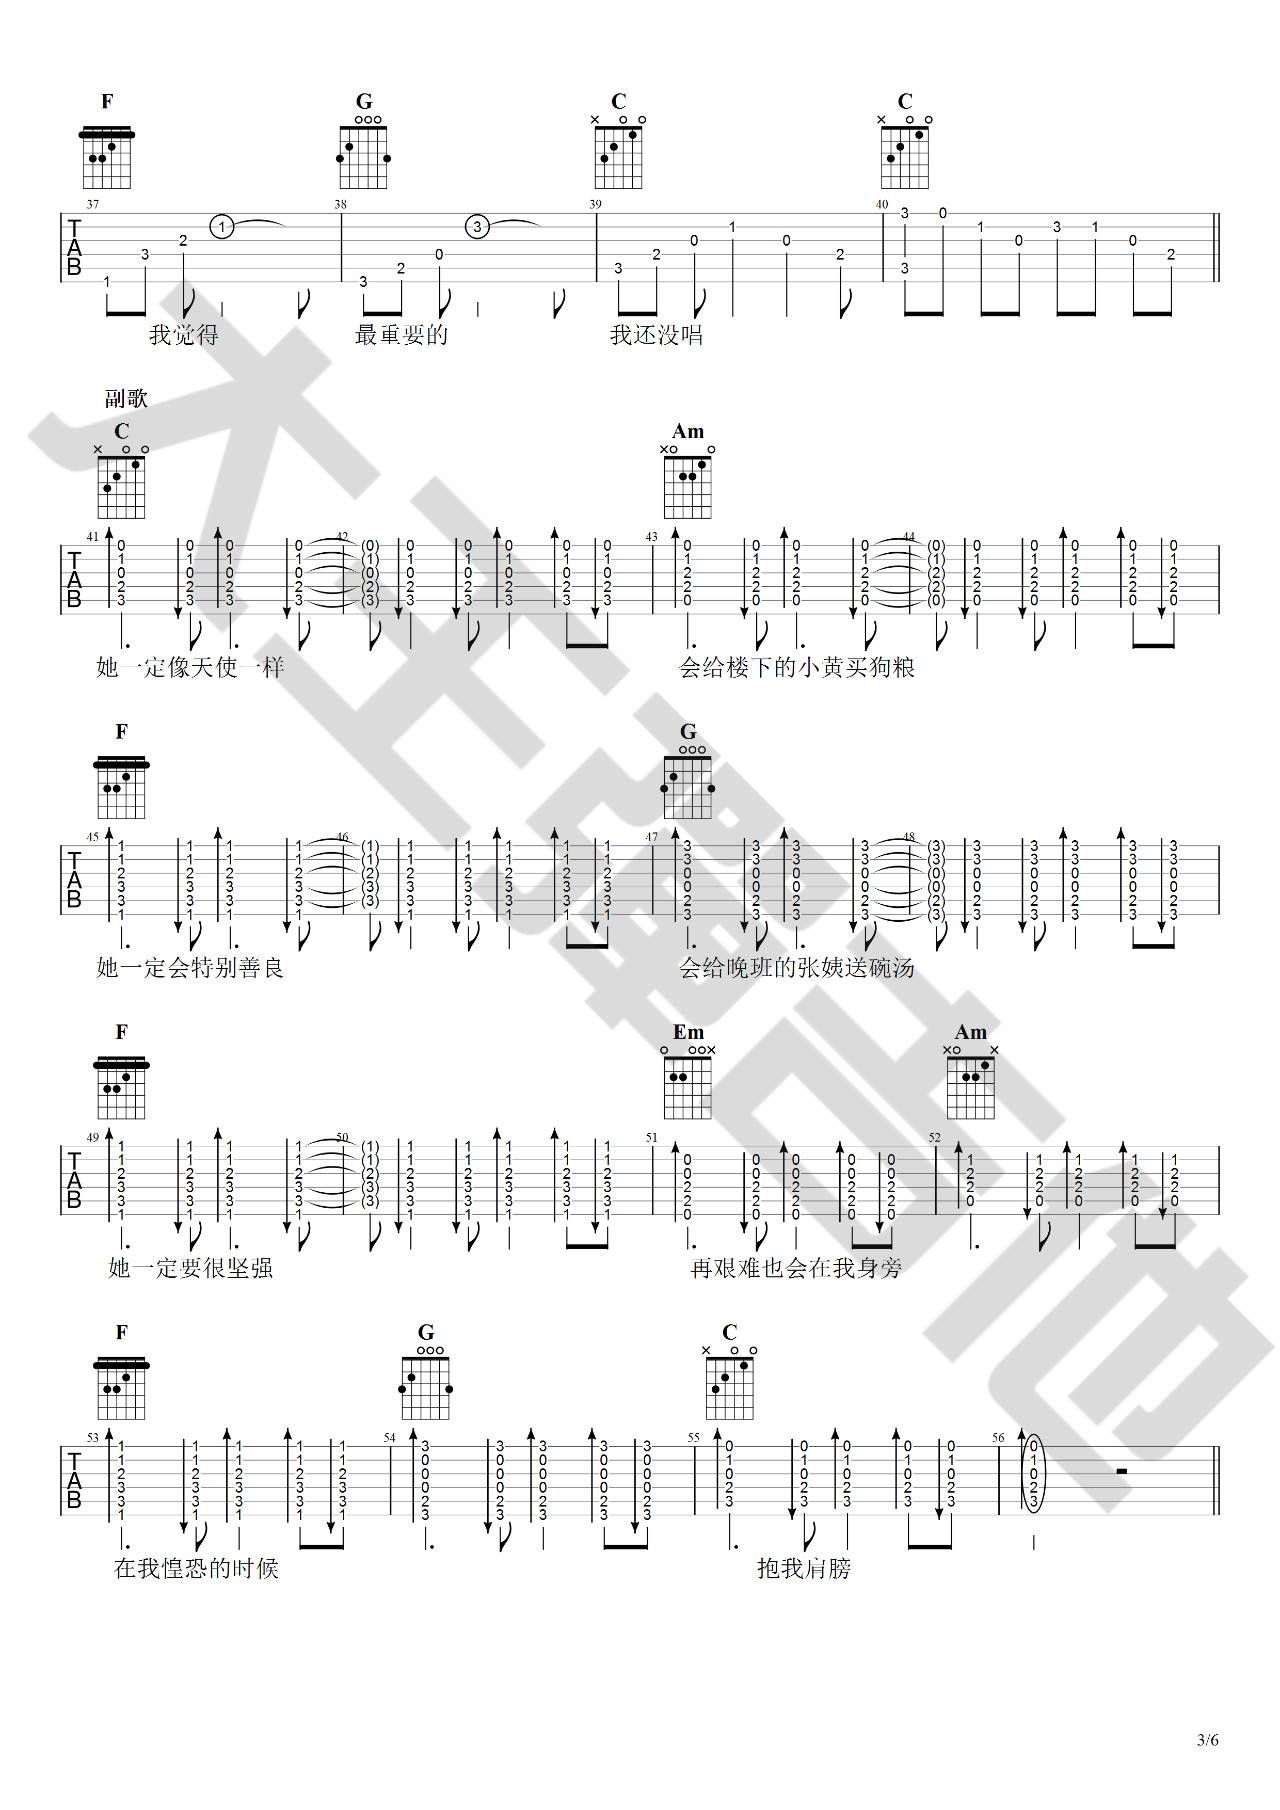 F G C C
37 38 39 40
我觉得 最重要的 我还没唱
副歌
C Am
41 42 43 44
她一定像天使一样 会给楼下的小黄买狗粮
F G
45 46 47 48
她一定会特别善良 会给晚班的张姨送碗汤
F Em Am
49 50 51 52
她一定要很坚强 再艰难也会在我身旁
F G C
53 54 55 56
在我惶恐的时候 抱我肩膀
3/6
大王弹吉他